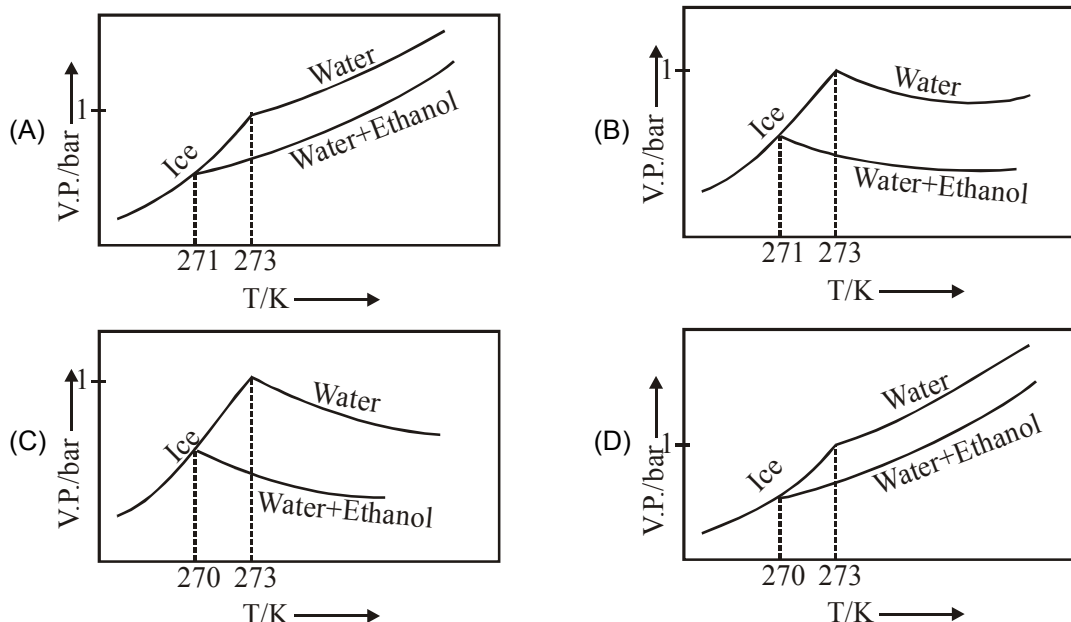 (A)
V.P./bar
1
Ice
Water
Water+Ethanol
271 273
T/K
(B)
V.P./bar
1
Ice
Water
Water+Ethanol
271 273
T/K
(C)
V.P./bar
1
Ice
Water
Water+Ethanol
270 273
T/K
(D)
V.P./bar
1
Ice
Water
Water+Ethanol
270 273
T/K